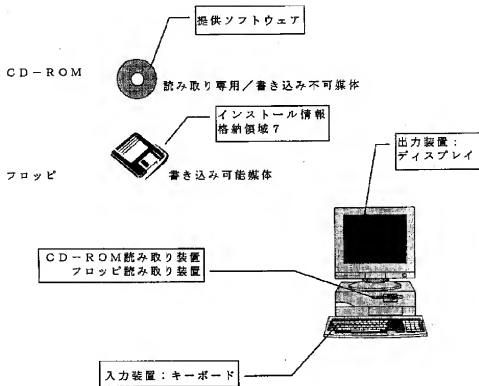 提供ソフトウェア
CD-ROM
読み取り専用／書き込み不可媒体
インストール情報
格納領域7
フロッピ
書き込み可能媒体
出力装置：
ディスプレイ
CD-ROM読み取り装置
フロッピ読み取り装置
入力装置：キーボード